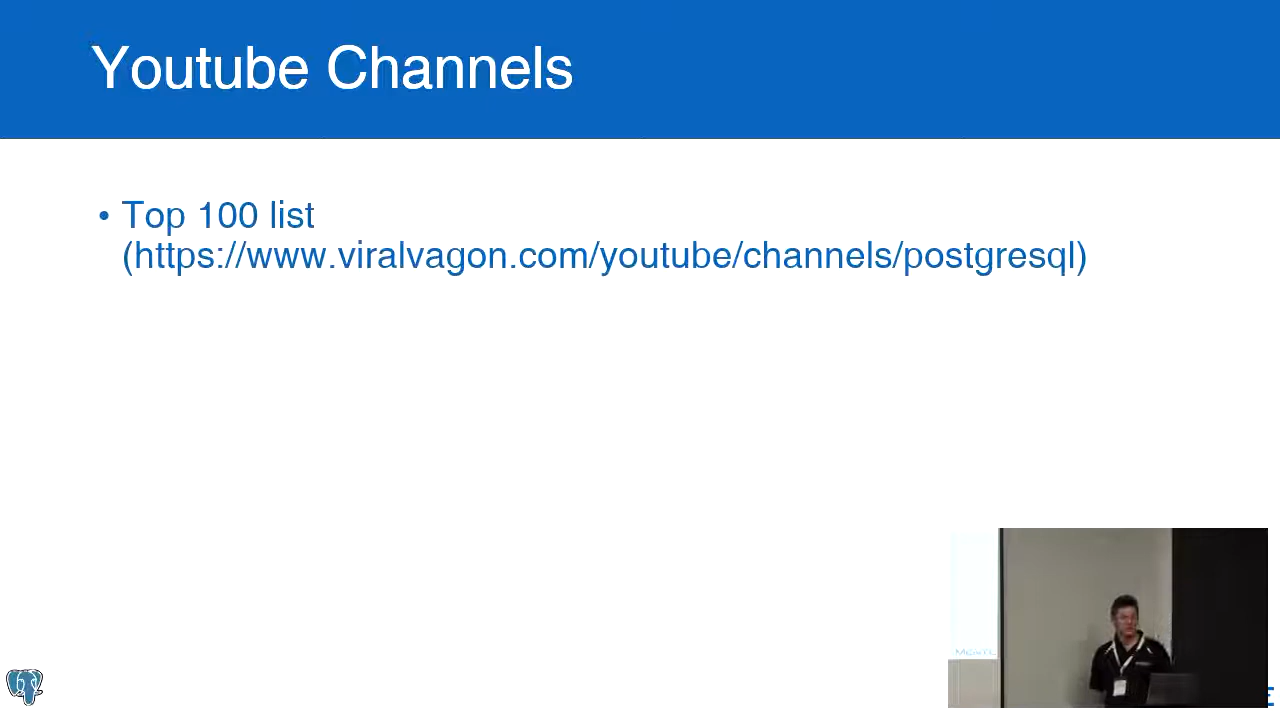 Youtube Channels
• Top 100 list
(https://www.viralvagon.com/youtube/channels/postgresql)